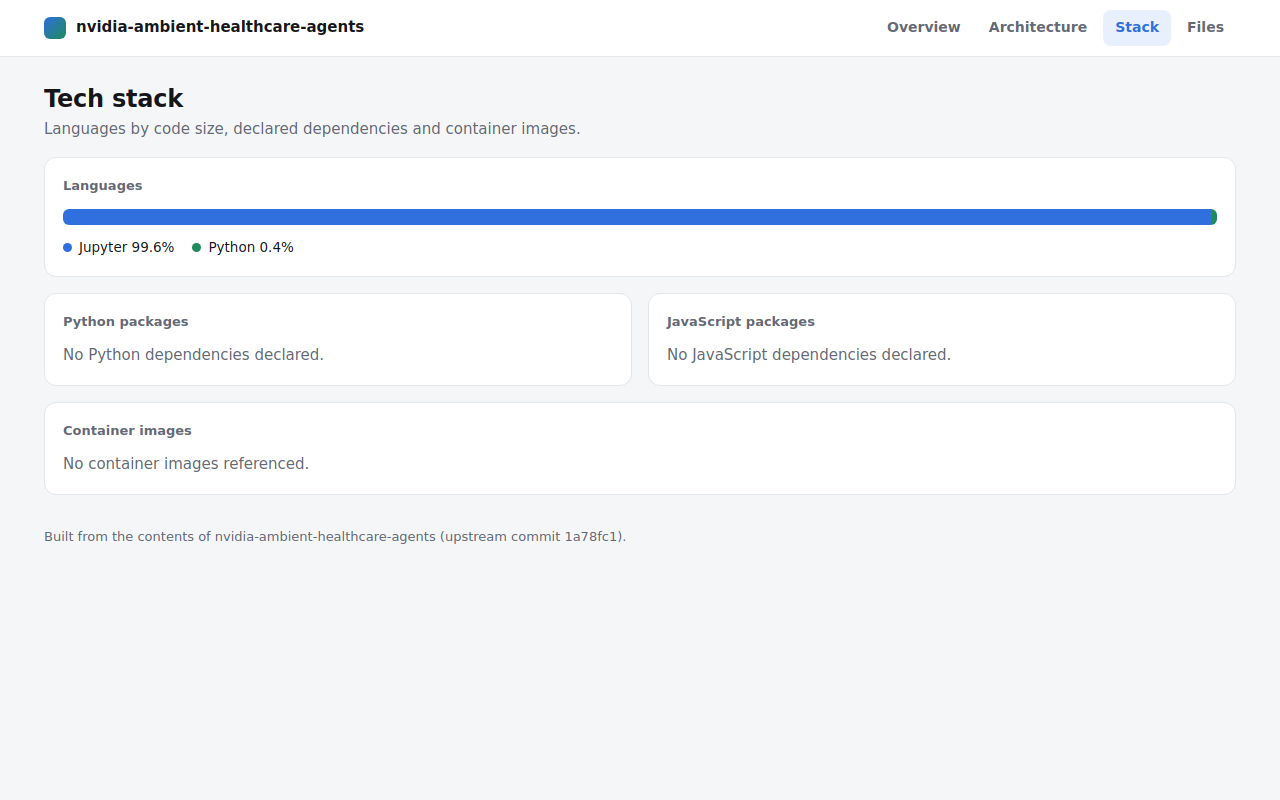 nvidia-ambient-healthcare-agents
Overview
Architecture
Stack
Files
Tech stack
Languages by code size, declared dependencies and container images.
Languages
Jupyter 99.6%
Python 0.4%
Python packages
No Python dependencies declared.
JavaScript packages
No JavaScript dependencies declared.
Container images
No container images referenced.
Built from the contents of nvidia-ambient-healthcare-agents (upstream commit 1a78fc1).